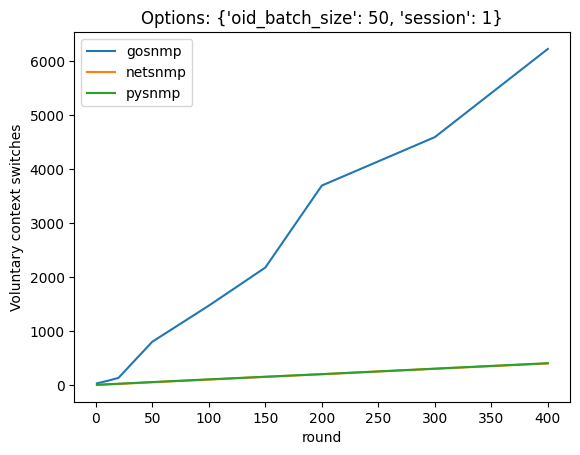 Options: {'oid_batch_size': 50, 'session': 1}
gosnmp
netsnmp
pysnmp
Voluntary context switches
6000
5000
4000
3000
2000
1000
0
0 50 100 150 200 250 300 350 400
round